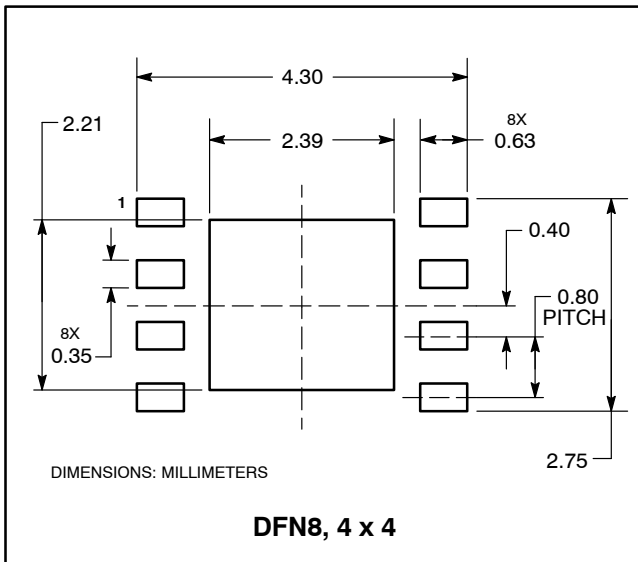 4.30
2.21
2.39
8X
0.63
1
0.40
0.80
PITCH
8X
0.35
2.75
DIMENSIONS: MILLIMETERS
DFN8, 4 x 4